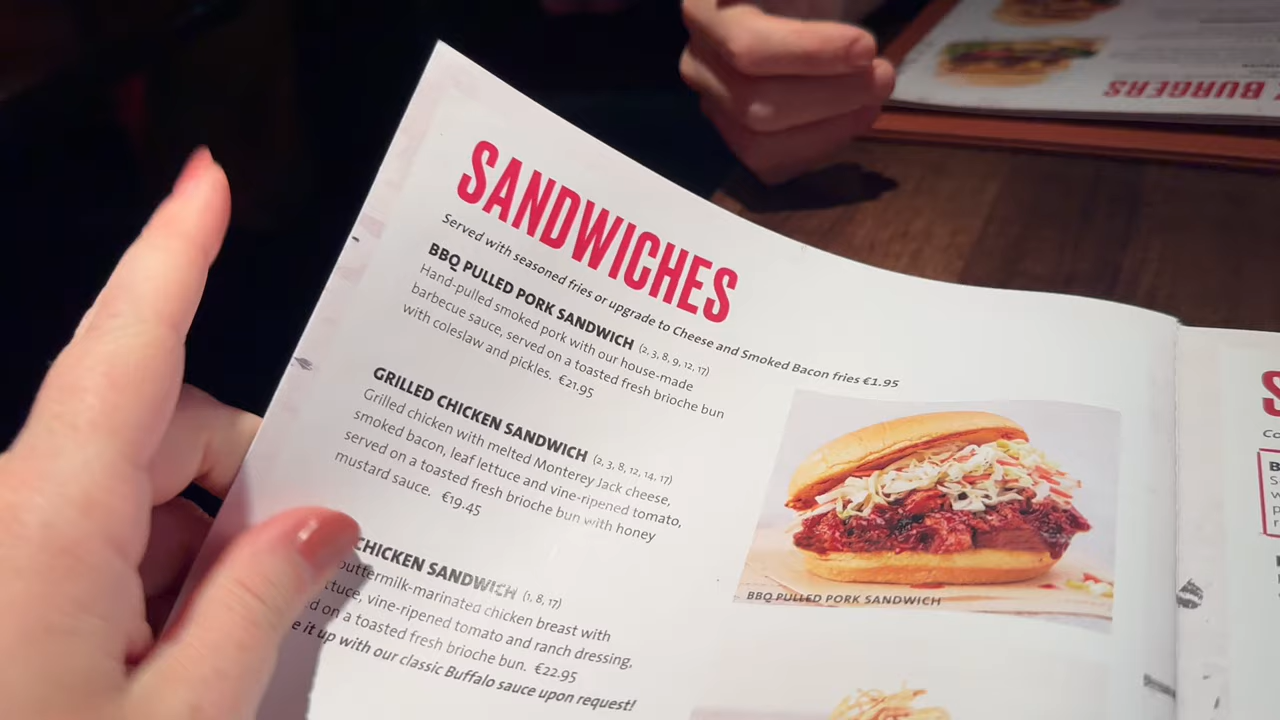 SANDWICHES
Served with seasoned fries or upgrade to Cheese and Smoked Bacon fries €1.95
BBQ PULLED PORK SANDWICH (2, 3, 8, 9, 12, 17)
Hand-pulled smoked pork with our house-made
barbecue sauce, served on a toasted fresh brioche bun
with coleslaw and pickles. €21.95
GRILLED CHICKEN SANDWICH (2, 3, 8, 12, 14, 17)
Grilled chicken with melted Monterey Jack cheese,
smoked bacon, leaf lettuce and vine-ripened tomato,
served on a toasted fresh brioche bun with honey
mustard sauce. €19.45
CHICKEN SANDWICH (1, 8, 17)
buttermilk-marinated chicken breast with
vine-ripened tomato and ranch dressing,
on a toasted fresh brioche bun. €22.95
it up with our classic Buffalo sauce upon request!
BBQ PULLED PORK SANDWICH
BURGERS